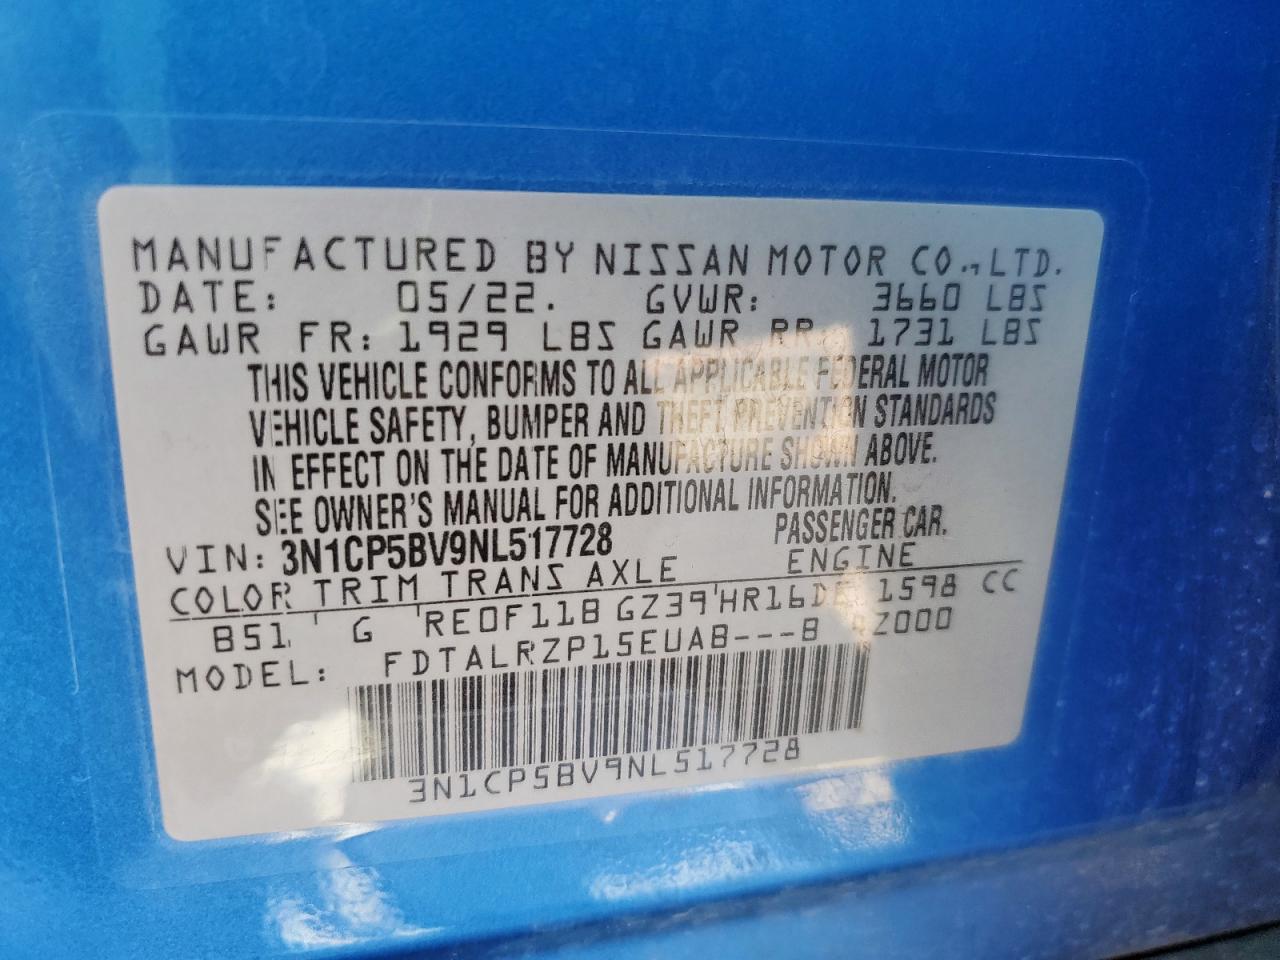 MANUFACTURED BY NISSAN MOTOR CO., LTD.
DATE: 05/22. GVWR: 3660 LBS
GAWR FR: 1929 LBS GAWR RR: 1731 LBS
THIS VEHICLE CONFORMS TO ALL APPLICABLE FEDERAL MOTOR
VEHICLE SAFETY, BUMPER AND THEFT PREVENTION STANDARDS
IN EFFECT ON THE DATE OF MANUFACTURE SHOWN ABOVE.
SEE OWNER'S MANUAL FOR ADDITIONAL INFORMATION.
VIN: 3N1CP5BV9NL517728 PASSENGER CAR.
COLOR TRIM TRANS AXLE ENGINE
B51 G RE0F11B GZ39 HR16DE 1598 CC
MODEL: FDTALRZP15EUAB---B
3N1CP5BV9NL517728